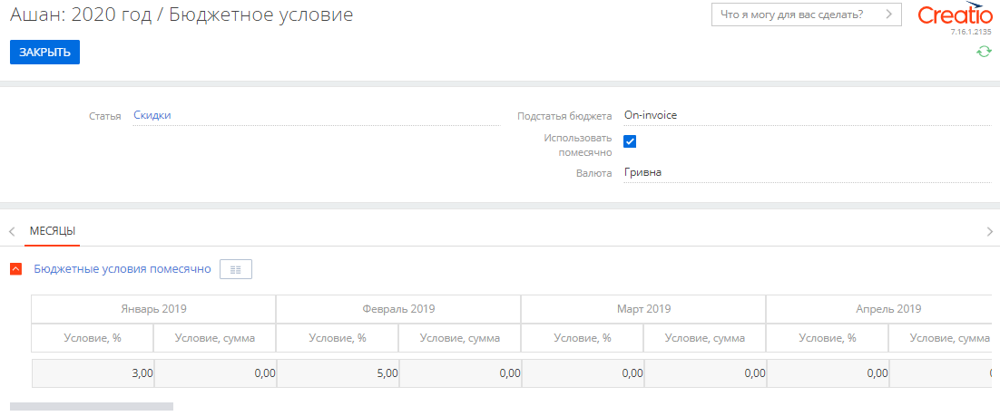 Ашан: 2020 год / Бюджетное условие
Что я могу для вас сделать?
Creatio
7.16.1.2135
ЗАКРЫТЬ
Статья Скидки
Подстатья бюджета On-invoice
Использовать помесячно
Валюта Гривна
МЕСЯЦЫ
Бюджетные условия помесячно
Январь 2019 Февраль 2019 Март 2019 Апрель 2019
Условие, % Условие, сумма Условие, % Условие, сумма Условие, % Условие, сумма Условие, % Условие, сумма
3,00 0,00 5,00 0,00 0,00 0,00 0,00